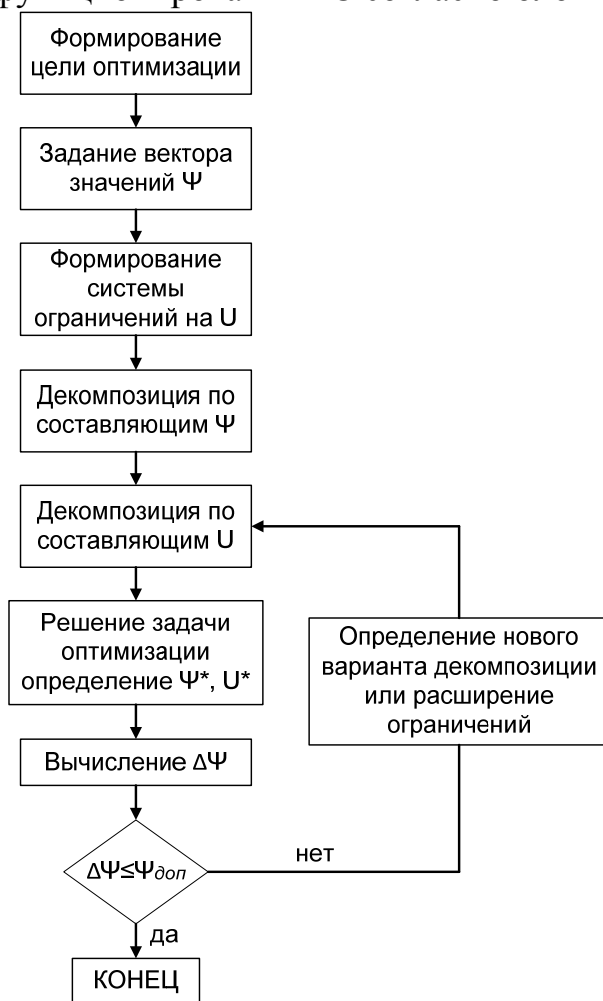 Формирование
цели оптимизации
Задание вектора
значений Ψ
Формирование
системы
ограничений на U
Декомпозиция по
составляющим Ψ
Декомпозиция по
составляющим U
Решение задачи
оптимизации
определение Ψ*, U*
Определение нового
варианта декомпозиции
или расширение
ограничений
Вычисление ΔΨ
ΔΨ≤Ψдоп
нет
да
КОНЕЦ